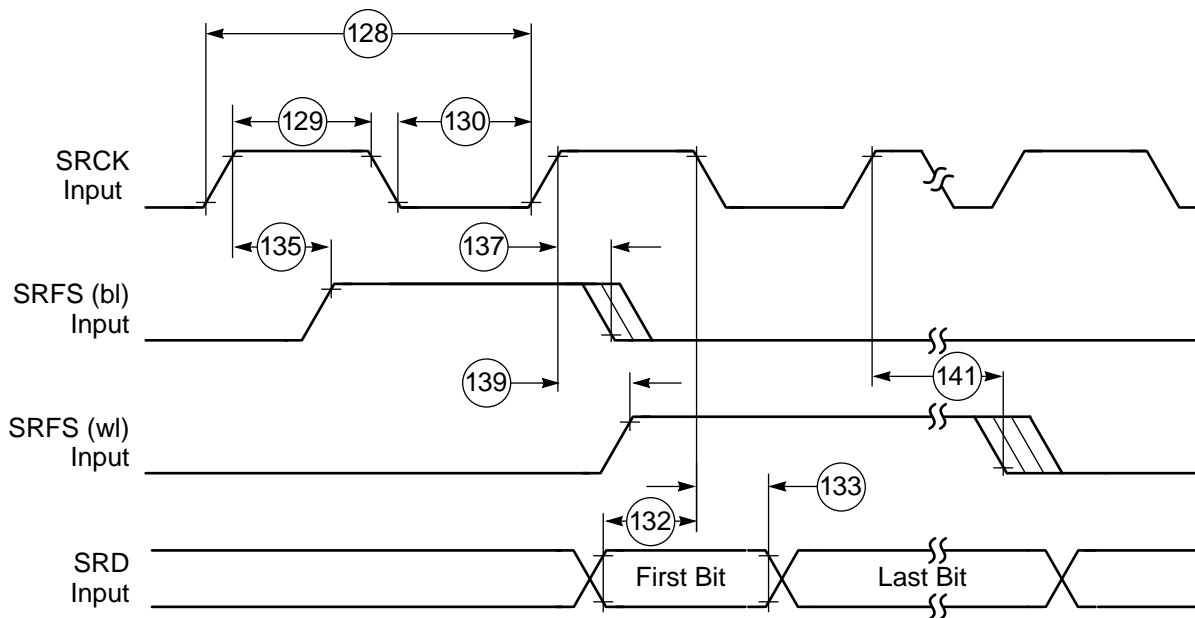 128
129
130
SRCK
Input
135
137
SRFS (bl)
Input
139
141
SRFS (wl)
Input
133
132
SRD
Input
First Bit
Last Bit